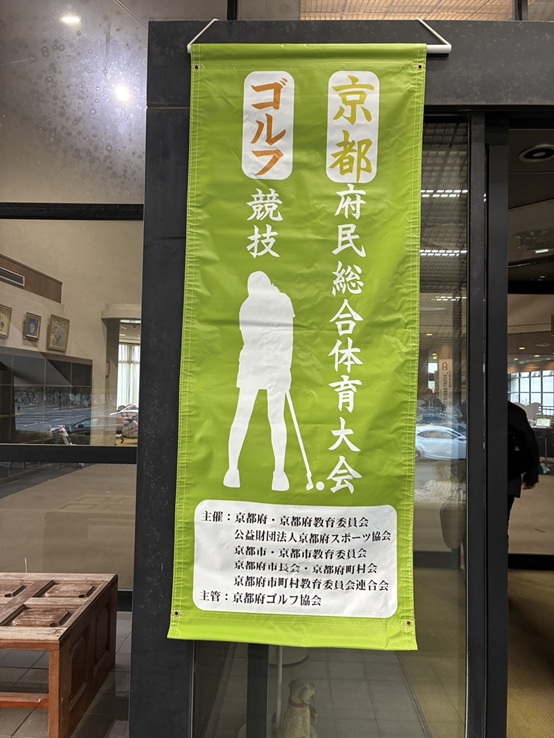 京都府民総合体育大会
ゴルフ競技
主催：京都府・京都府教育委員会
公益財団法人京都府スポーツ協会
京都市・京都市教育委員会
京都府市長会・京都府町村会
京都府市町村教育委員会連合会
主管：京都府ゴルフ協会